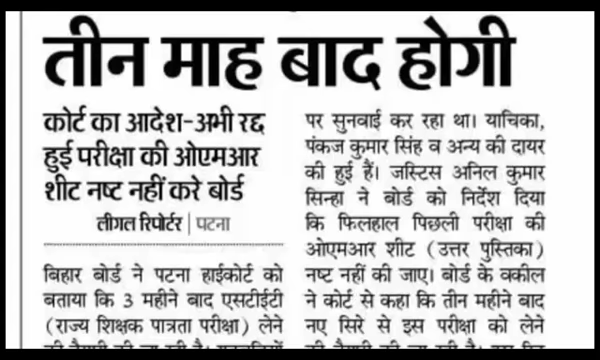 तीन माह बाद होगी
कोर्ट का आदेश-अभी रद्द
हुई परीक्षा की ओएमआर
शीट नष्ट नहीं करे बोर्ड
लीगल रिपोर्टर | पटना
बिहार बोर्ड ने पटना हाईकोर्ट को
बताया कि 3 महीने बाद एसटीईटी
(राज्य शिक्षक पात्रता परीक्षा) लेने
पर सुनवाई कर रहा था। याचिका,
पंकज कुमार सिंह व अन्य की दायर
की हुई हैं। जस्टिस अनिल कुमार
सिन्हा ने बोर्ड को निर्देश दिया
कि फिलहाल पिछली परीक्षा की
ओएमआर शीट (उत्तर पुस्तिका)
नष्ट नहीं की जाए। बोर्ड के वकील
ने कोर्ट से कहा कि तीन महीने बाद
नए सिरे से इस परीक्षा को लेने